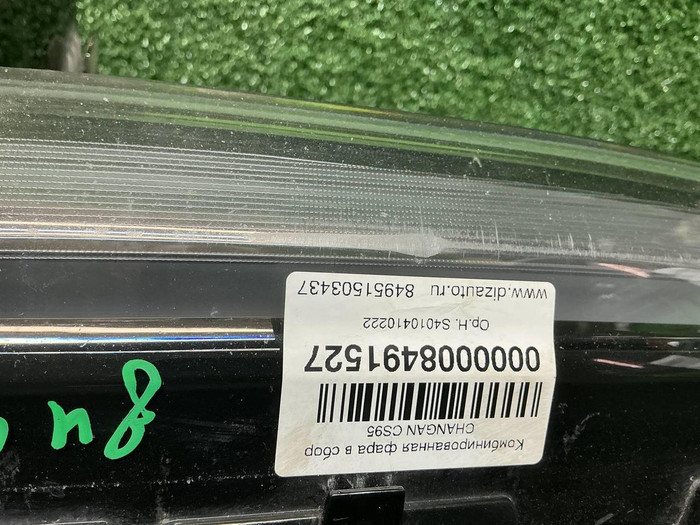 Комбинированная фара в сбор
CHANGAN CS95
0000008491527
Ор.Н. S4010410222
www.dizauto.ru 84951503437